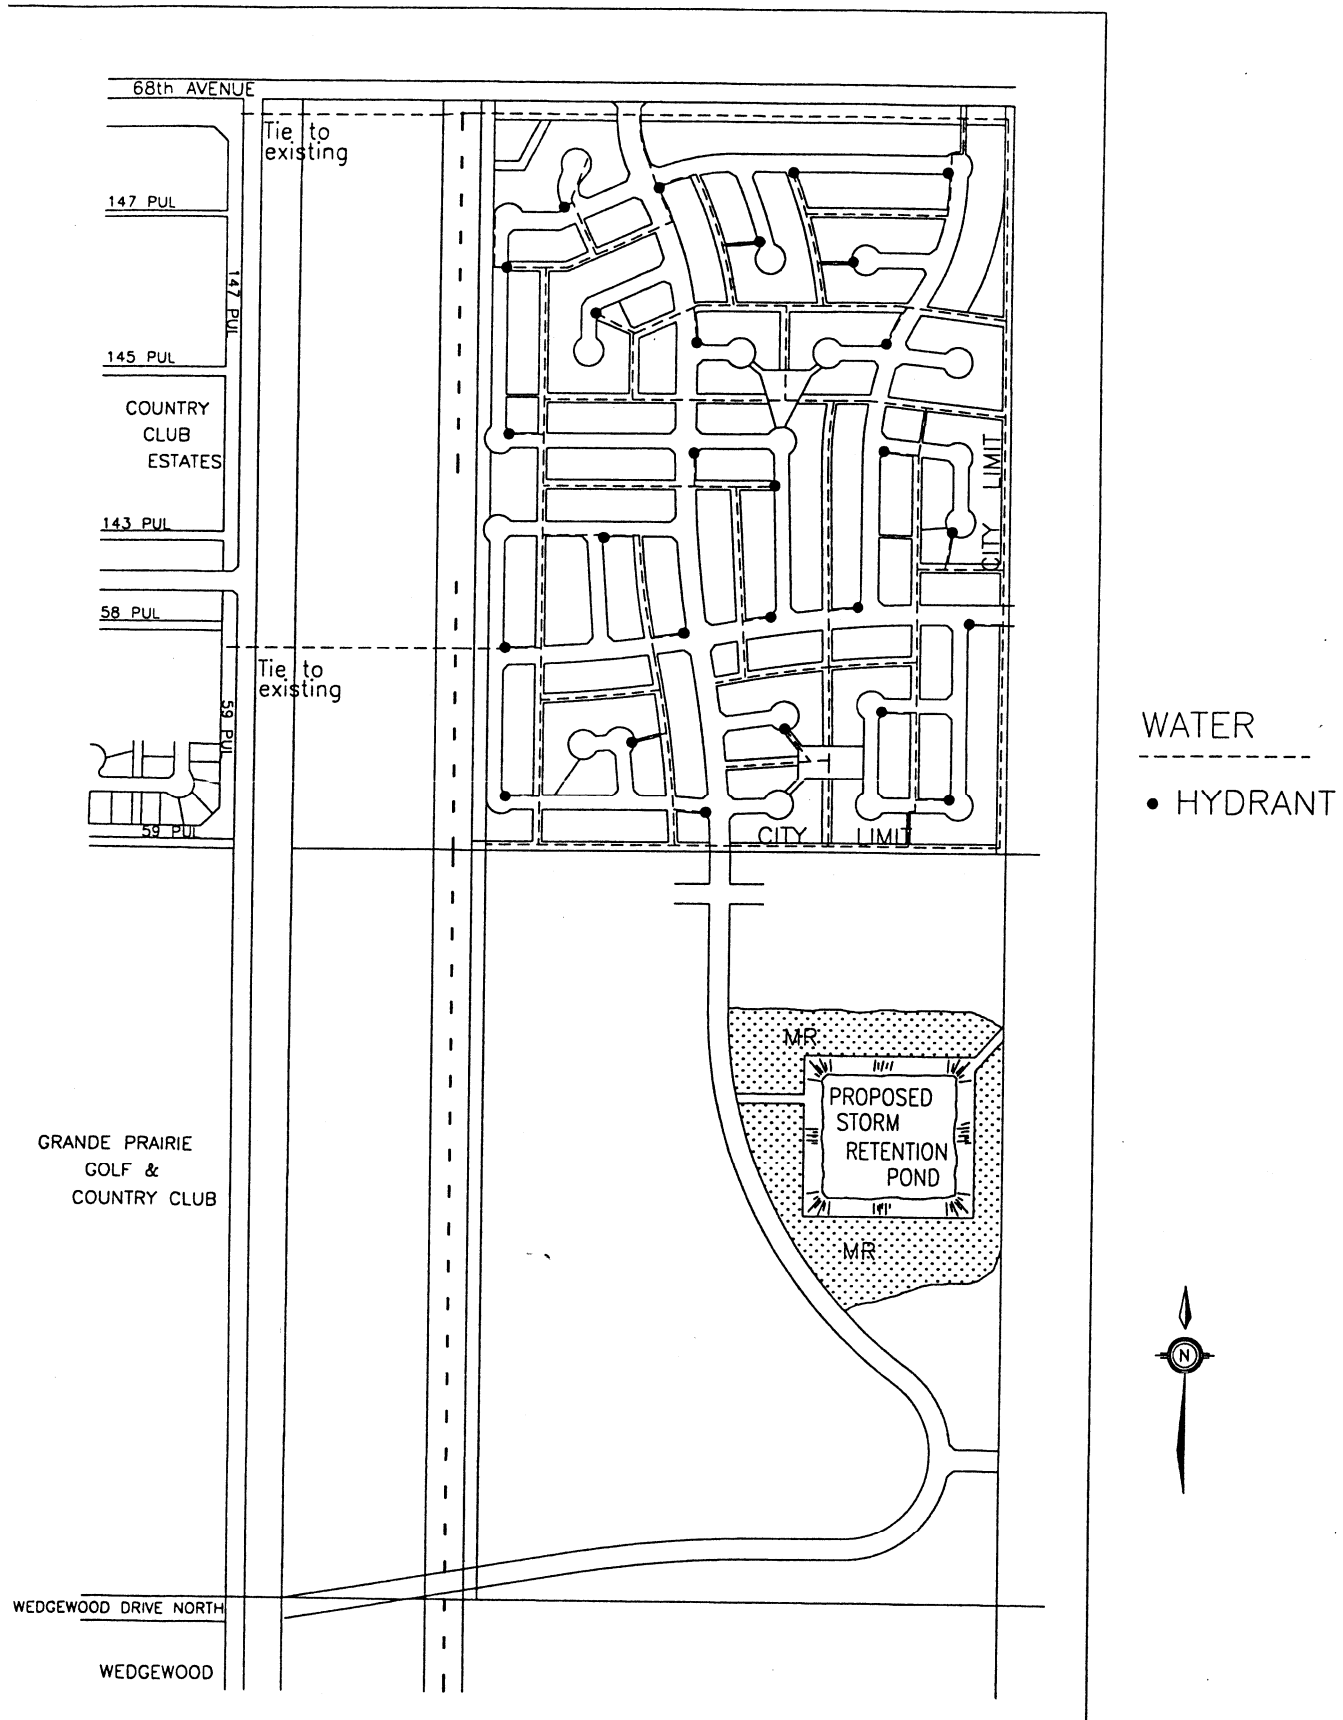 68th AVENUE
Tie to
existing
147 PUL
147 PUL
145 PUL
COUNTRY
CLUB
ESTATES
143 PUL
58 PUL
Tie to
existing
59 PUL
59 PUL
CITY LIMIT
CITY LIMIT
WATER
HYDRANT
MR
PROPOSED
STORM
RETENTION
POND
MR
GRANDE PRAIRIE
GOLF &
COUNTRY CLUB
N
WEDGEWOOD DRIVE NORTH
WEDGEWOOD